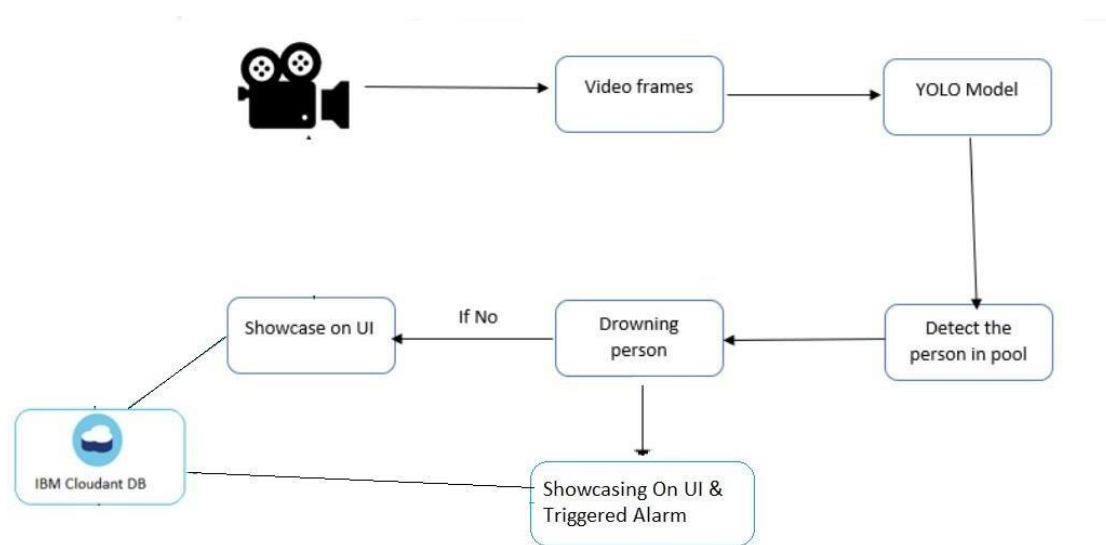 Video frames
YOLO Model
Detect the
person in pool
Drowning
person
If No
Showcase on UI
IBM Cloudant DB
Showcasing On UI &
Triggered Alarm